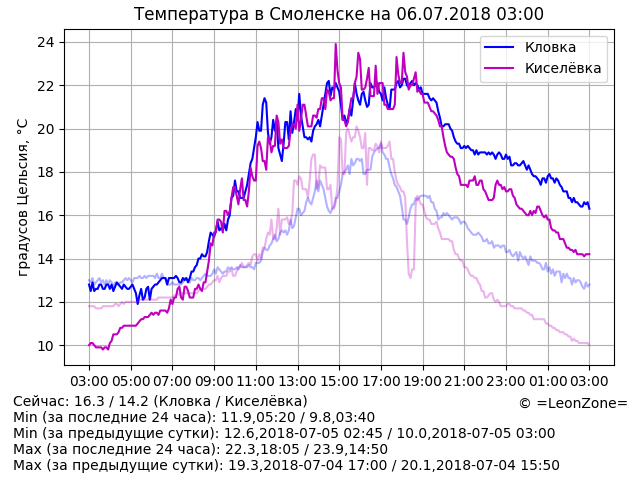 Температура в Смоленске на 06.07.2018 03:00
градусов Цельсия, °C
24
22
20
18
16
14
12
10
Кловка
Киселёвка
03:00 05:00 07:00 09:00 11:00 13:00 15:00 17:00 19:00 21:00 23:00 01:00 03:00
Сейчас: 16.3 / 14.2 (Кловка / Киселёвка)
© =LeonZone=
Min (за последние 24 часа): 11.9,05:20 / 9.8,03:40
Min (за предыдущие сутки): 12.6,2018-07-05 02:45 / 10.0,2018-07-05 03:00
Max (за последние 24 часа): 22.3,18:05 / 23.9,14:50
Max (за предыдущие сутки): 19.3,2018-07-04 17:00 / 20.1,2018-07-04 15:50